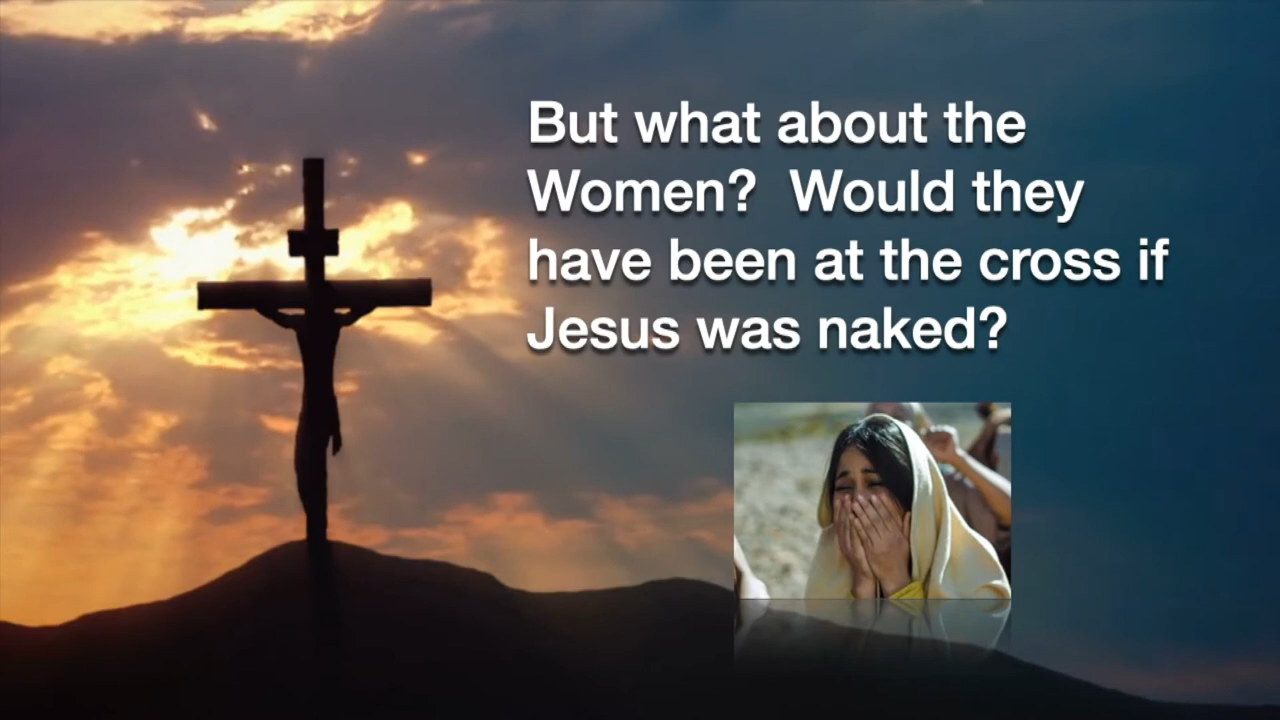 But what about the
Women?  Would they
have been at the cross if
Jesus was naked?